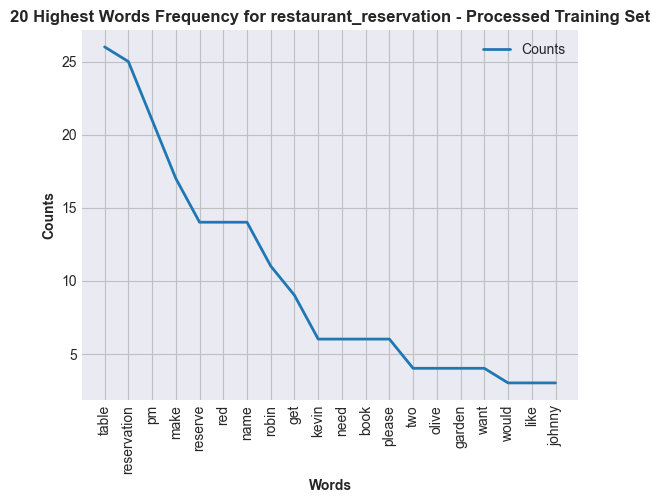 20 Highest Words Frequency for restaurant_reservation - Processed Training Set
Counts
25
20
15
10
5
Counts
table
reservation
pm
make
reserve
red
name
robin
get
kevin
need
book
please
two
olive
garden
want
would
like
johnny
Words